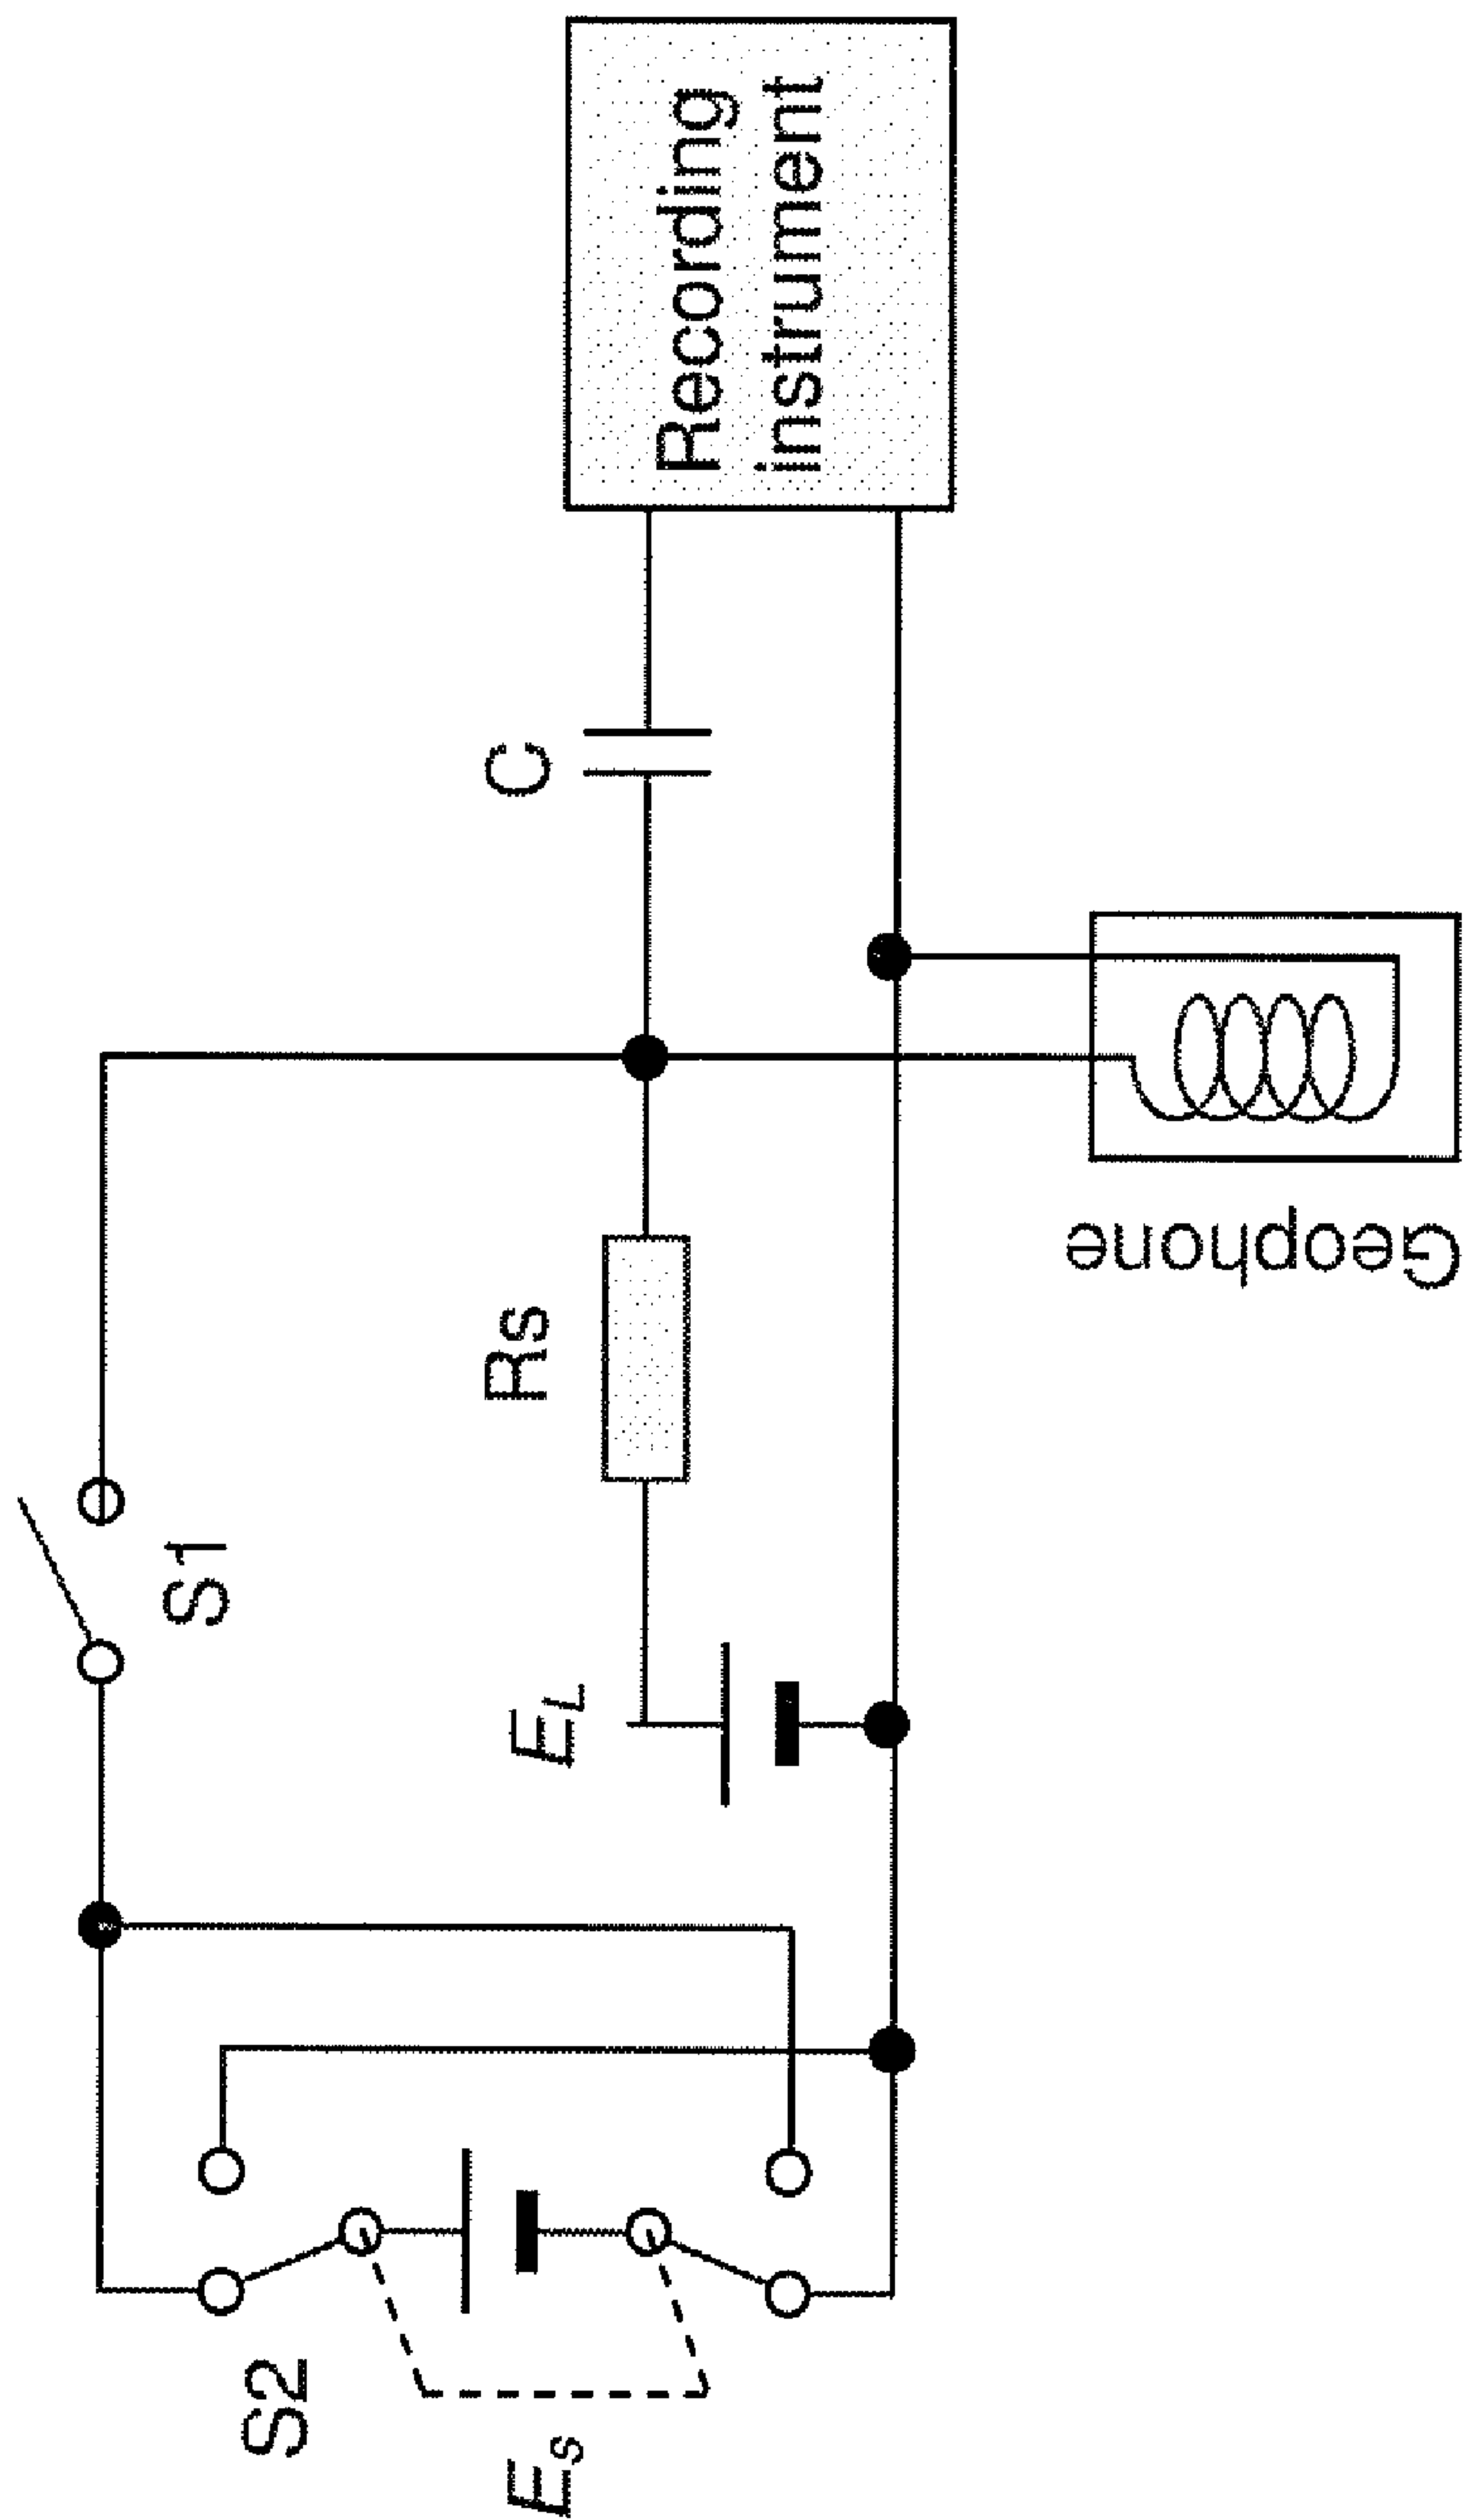 S2
E_s
S1
E_L
Rs
C
Recording
instrument
Geophone